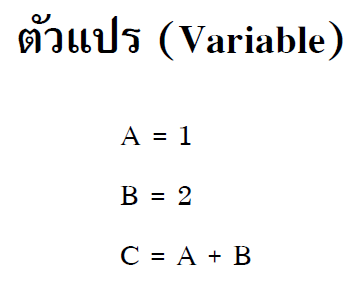 ตัวแปร (Variable)
A = 1
B = 2
C = A + B